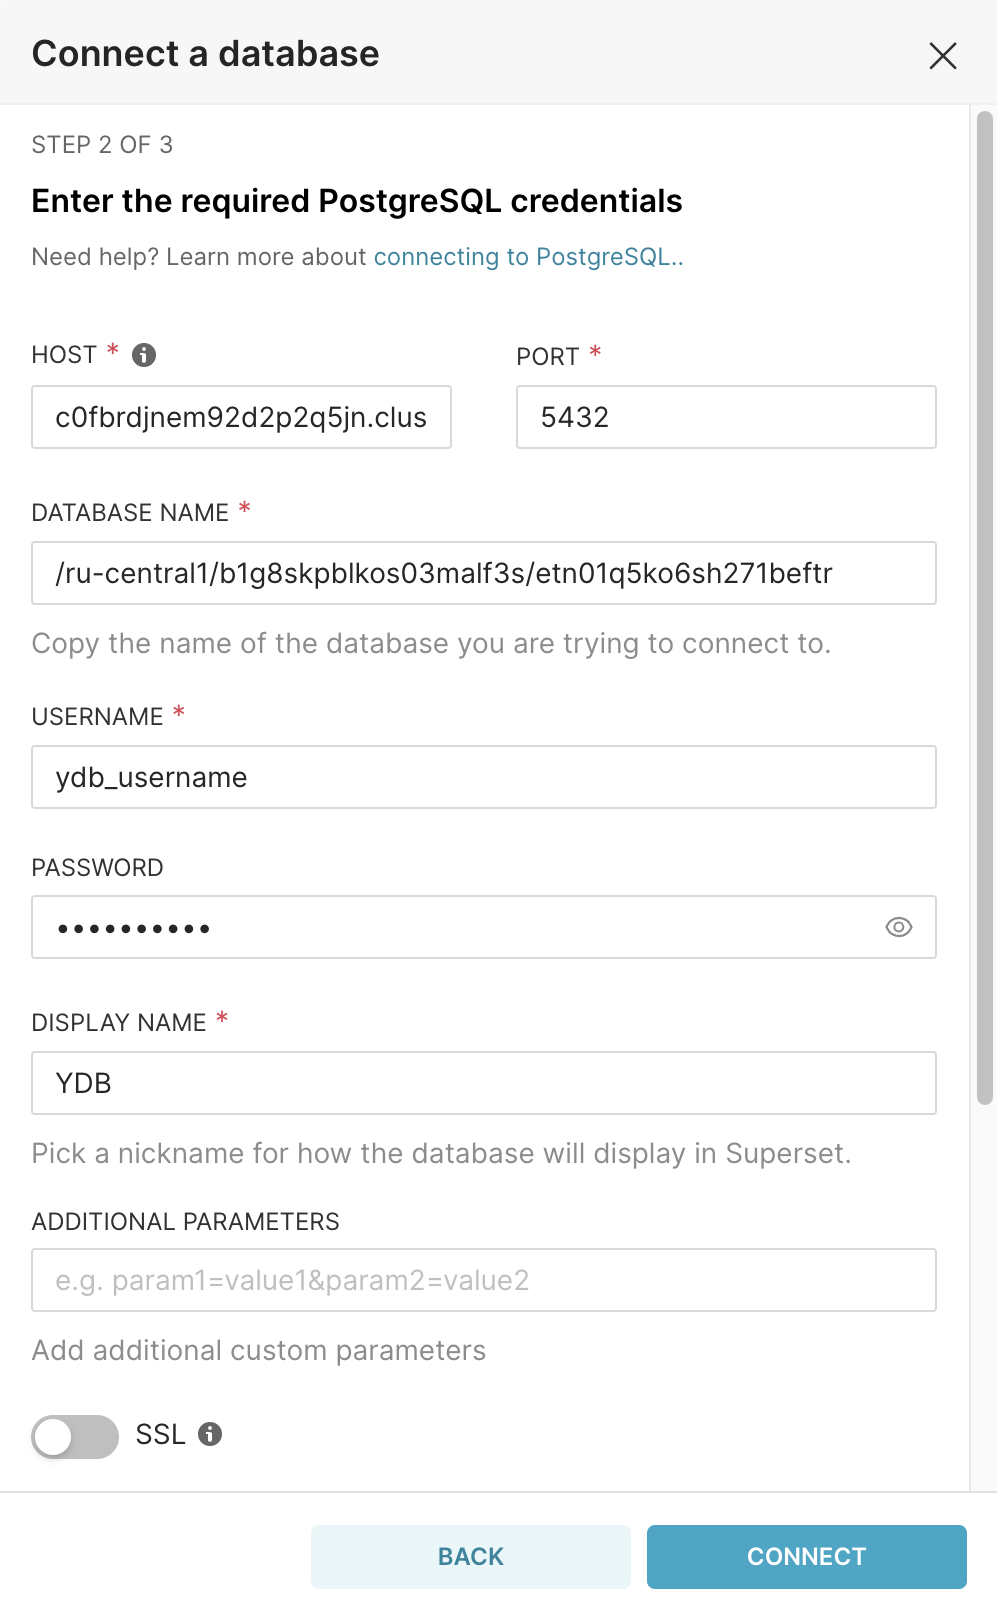 Connect a database
STEP 2 OF 3
Enter the required PostgreSQL credentials
Need help? Learn more about connecting to PostgreSQL..
HOST *
PORT *
c0fbrdjnem92d2p2q5jn.clus
5432
DATABASE NAME *
/ru-central1/b1g8skpblkos03malf3s/etn01q5ko6sh271beftr
Copy the name of the database you are trying to connect to.
USERNAME *
ydb_username
PASSWORD
••••••••••
DISPLAY NAME *
YDB
Pick a nickname for how the database will display in Superset.
ADDITIONAL PARAMETERS
e.g. param1=value1&param2=value2
Add additional custom parameters
SSL
BACK
CONNECT